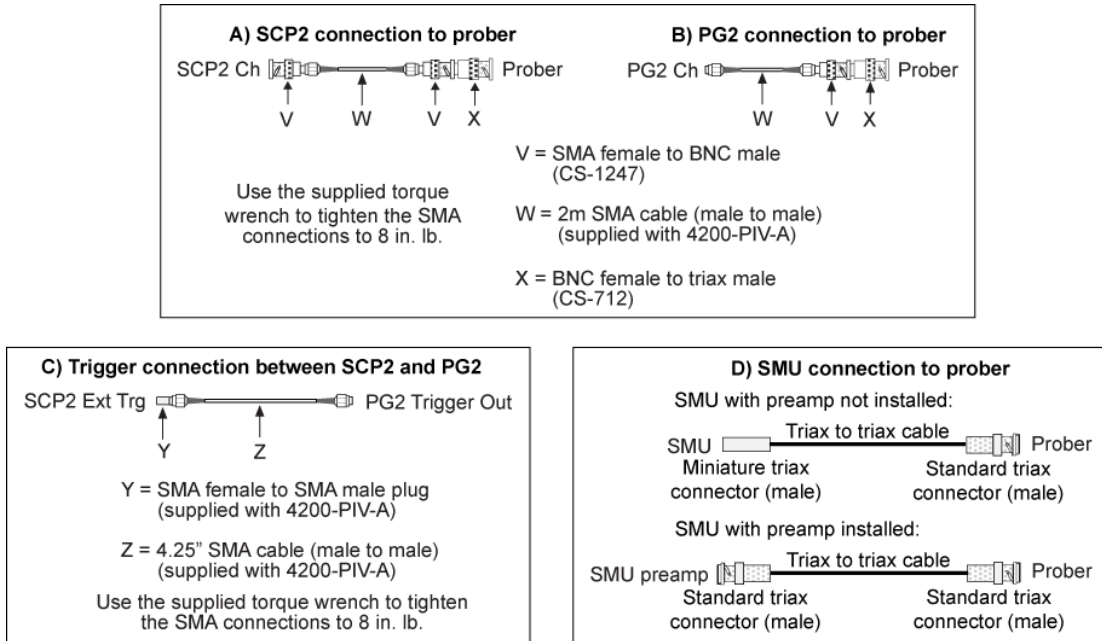 A) SCP2 connection to prober
SCP2 Ch
Prober
V
W
V
X
B) PG2 connection to prober
PG2 Ch
Prober
W
V
X
Use the supplied torque
wrench to tighten the SMA
connections to 8 in. lb.
V = SMA female to BNC male
(CS-1247)
W = 2m SMA cable (male to male)
(supplied with 4200-PIV-A)
X = BNC female to triax male
(CS-712)
C) Trigger connection between SCP2 and PG2
SCP2 Ext Trg
PG2 Trigger Out
Y
Z
Y = SMA female to SMA male plug
(supplied with 4200-PIV-A)
Z = 4.25” SMA cable (male to male)
(supplied with 4200-PIV-A)
Use the supplied torque wrench to tighten
the SMA connections to 8 in. lb.
D) SMU connection to prober
SMU with preamp not installed:
Triax to triax cable
SMU
Prober
Miniature triax
connector (male)
Standard triax
connector (male)
SMU with preamp installed:
Triax to triax cable
SMU preamp
Prober
Standard triax
connector (male)
Standard triax
connector (male)